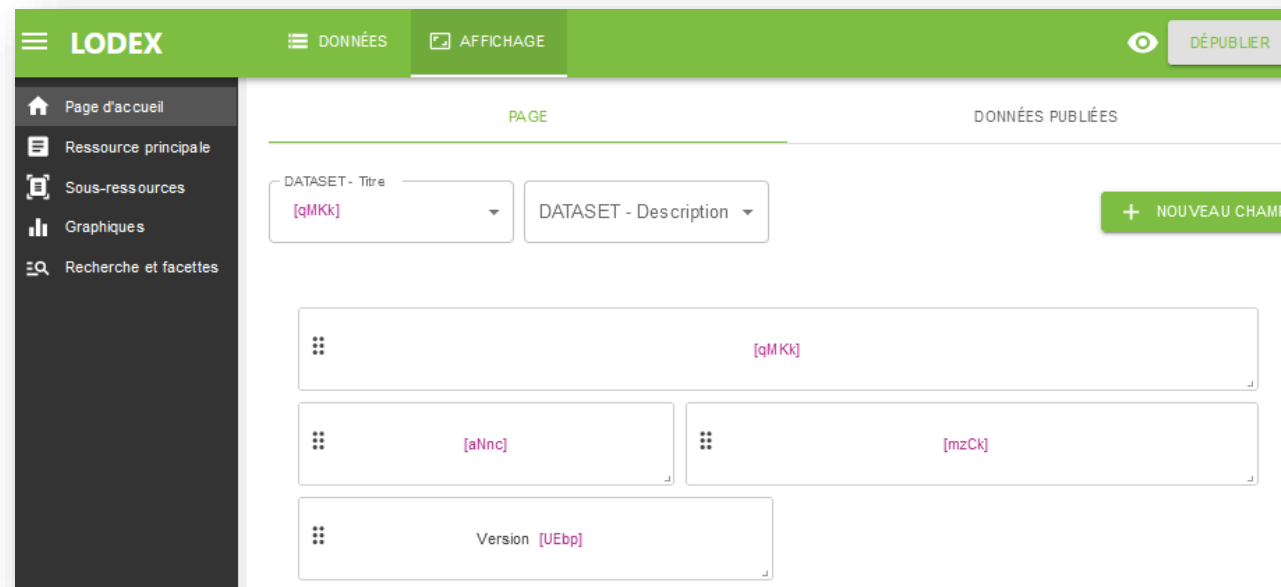 LODEX
DONNÉES
AFFICHAGE
DÉPUBLIER
Page d'accueil
Ressource principale
Sous-ressources
Graphiques
Recherche et facettes
PAGE
DONNÉES PUBLIÉES
DATASET - Titre
[qMKk]
DATASET - Description
+ NOUVEAU CHAMP
[qMKk]
[aNnc]
[mzCk]
Version [UEbp]